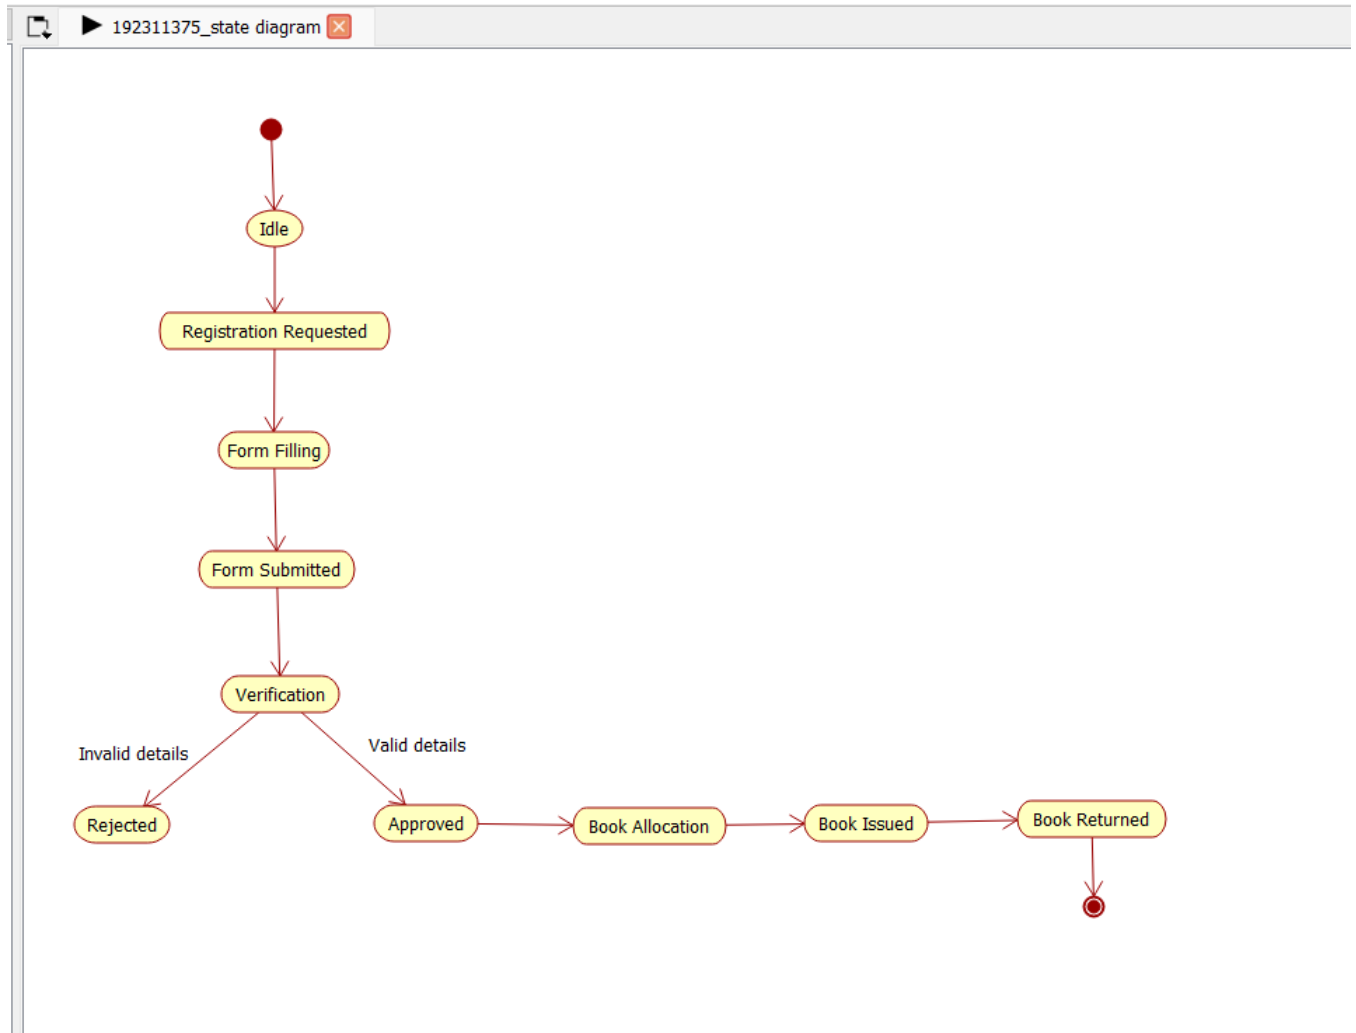 192311375_state diagram
Idle
Registration Requested
Form Filling
Form Submitted
Verification
Invalid details
Valid details
Rejected
Approved
Book Allocation
Book Issued
Book Returned